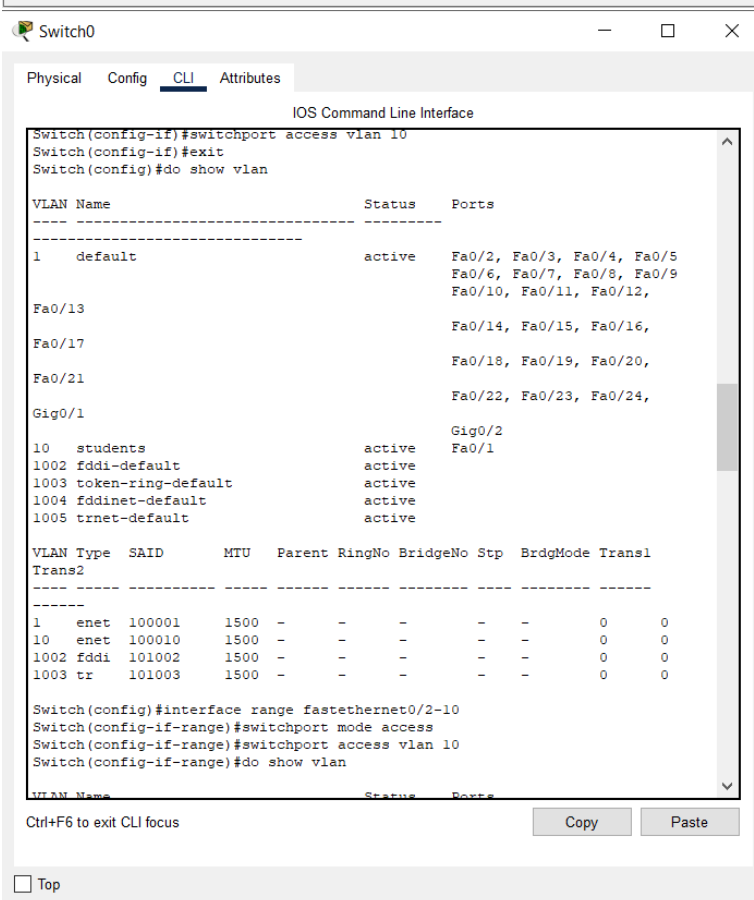 Switch0
Physical Config CLI Attributes
IOS Command Line Interface
Switch(config-if)#switchport access vlan 10
Switch(config-if)#exit
Switch(config)#do show vlan
VLAN Name Status Ports
---- -------------------------------- ---------
-------------------------------
1 default active Fa0/2, Fa0/3, Fa0/4, Fa0/5
Fa0/6, Fa0/7, Fa0/8, Fa0/9
Fa0/10, Fa0/11, Fa0/12,
Fa0/13
Fa0/14, Fa0/15, Fa0/16,
Fa0/17
Fa0/18, Fa0/19, Fa0/20,
Fa0/21
Fa0/22, Fa0/23, Fa0/24,
Gig0/1
Gig0/2
10 students active Fa0/1
1002 fddi-default active
1003 token-ring-default active
1004 fddinet-default active
1005 trnet-default active
VLAN Type SAID MTU Parent RingNo BridgeNo Stp BrdgMode Trans1
Trans2
---- ----- ---------- ----- ------ ------ -------- ---- -------- ------
------
1 enet 100001 1500 - - - - - 0 0
10 enet 100010 1500 - - - - - 0 0
1002 fddi 101002 1500 - - - - - 0 0
1003 tr 101003 1500 - - - - - 0 0
Switch(config)#interface range fastethernet0/2-10
Switch(config-if-range)#switchport mode access
Switch(config-if-range)#switchport access vlan 10
Switch(config-if-range)#do show vlan
VLAN Name Status Ports
Ctrl+F6 to exit CLI focus
Copy Paste
Top